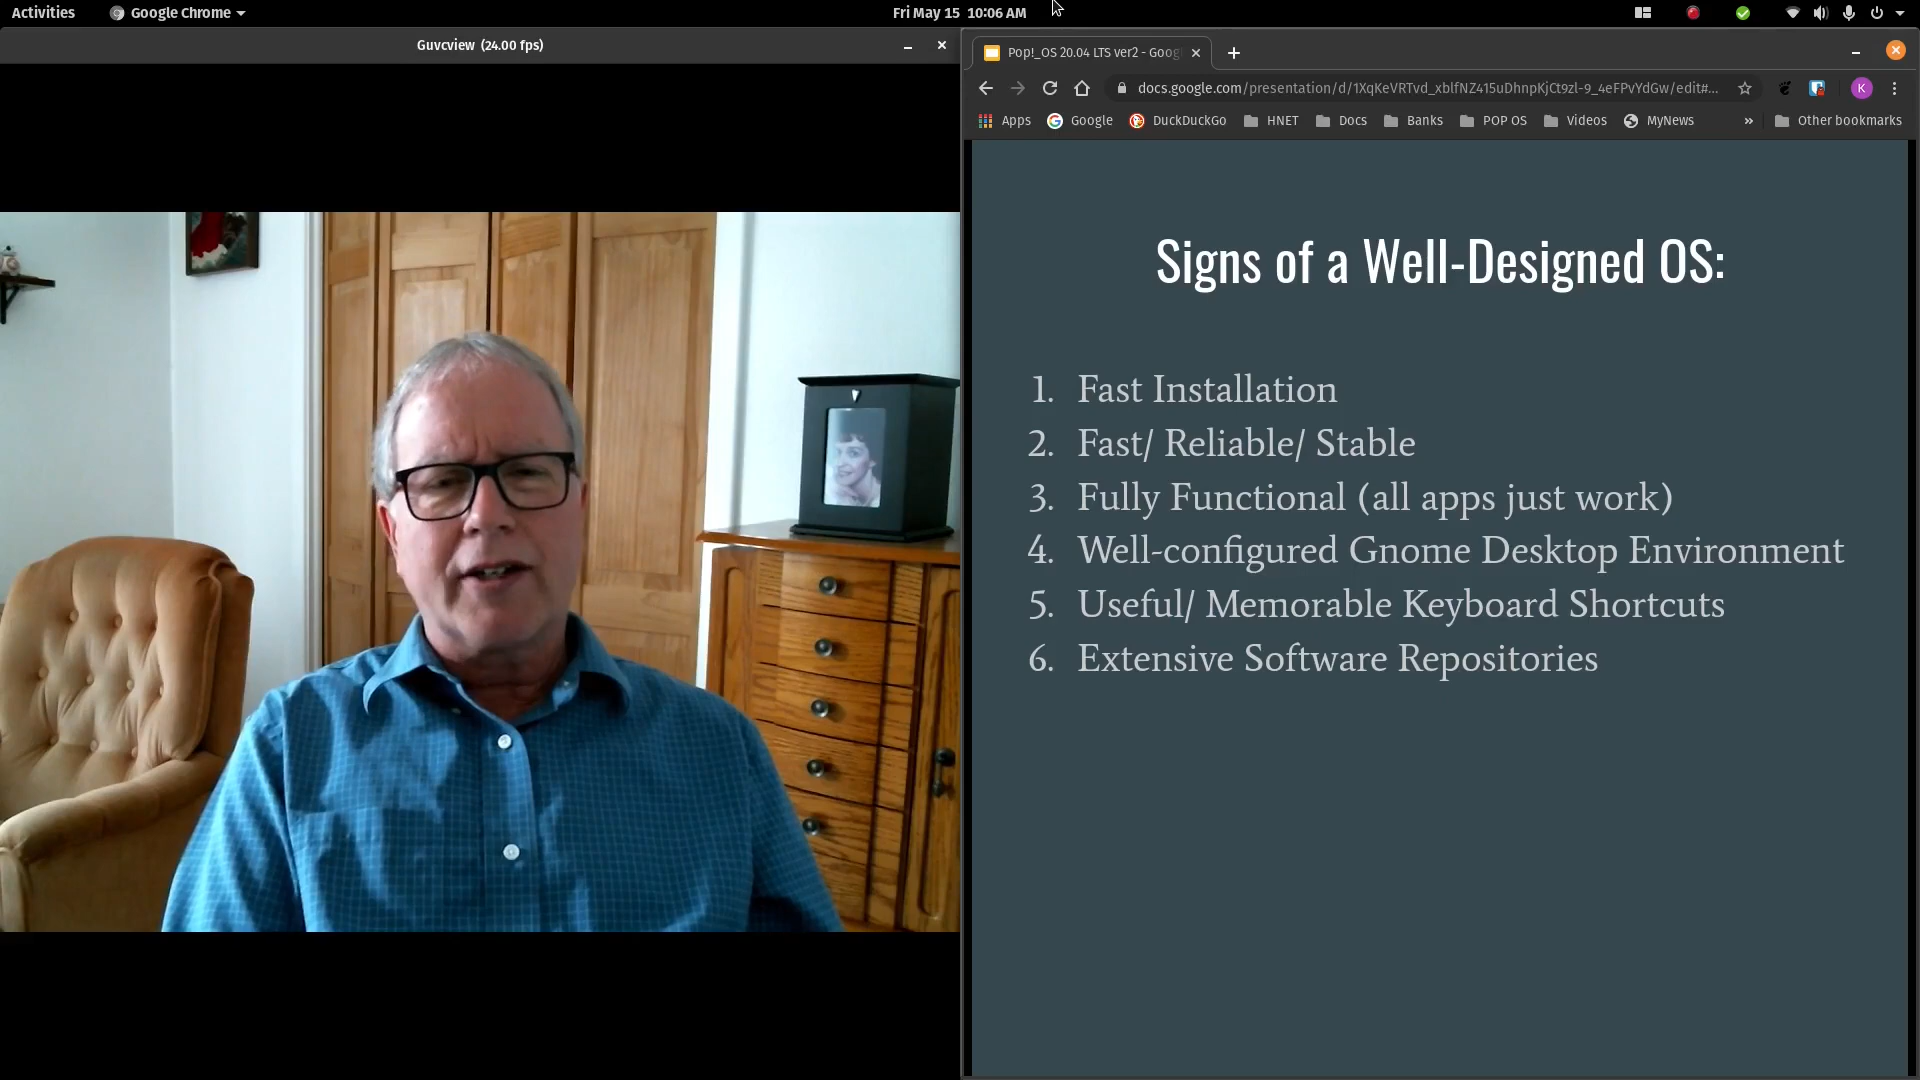 Activities
Google Chrome
Fri May 15 10:06 AM
Guvcview (24.00 fps)
Pop!_OS 20.04 LTS ver2 - Goog
docs.google.com/presentation/d/1XqKeVRTvd_xblfNZ415uDhnpKjCt9zl-9_4eFPvYdGw/edit#...
K
Apps
Google
DuckDuckGo
HNET
Docs
Banks
POP OS
Videos
MyNews
»
Other bookmarks
Signs of a Well-Designed OS:
1. Fast Installation
2. Fast/ Reliable/ Stable
3. Fully Functional (all apps just work)
4. Well-configured Gnome Desktop Environment
5. Useful/ Memorable Keyboard Shortcuts
6. Extensive Software Repositories